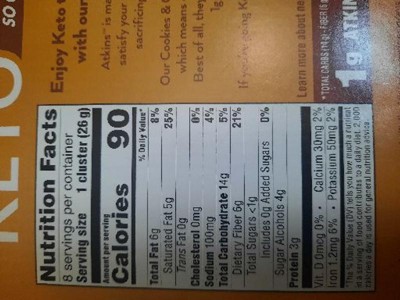 KETO
SO
Enjoy Keto
with our
Atkins™ is ma
satisfy your
sacrificing
Our Cookies &
which means
Best of all, they
1g
If you're going K
Learn more about ne
*TOTAL CARBS
1g ATKIN
Nutrition Facts
8 servings per container
Serving size 1 cluster (26 g)
Amount per serving
Calories 90
% Daily Value*
Total Fat 6g 8%
Saturated Fat 5g 25%
Trans Fat 0g
Cholesterol 0mg 0%
Sodium 100mg 4%
Total Carbohydrate 14g 5%
Dietary Fiber 6g 21%
Total Sugars <1g
Includes 0g Added Sugars 0%
Sugar Alcohols 4g
Protein 3g
Vit. D 0mcg 0% • Calcium 30mg 2%
Iron 1.2mg 6% • Potassium 50mg 2%
*The % Daily Value (DV) tells you how much a nutrient
in a serving of food contributes to a daily diet. 2,000
calories a day is used for general nutrition advice.